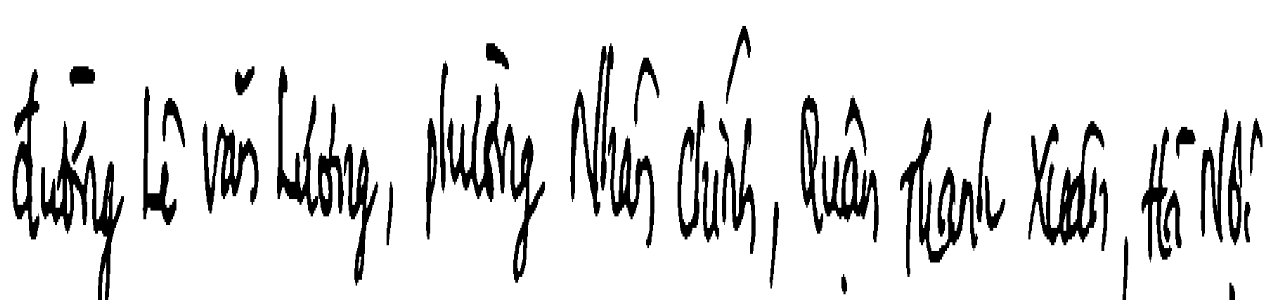 đường Lê Văn Lương, phường Nhân Chính, Quận Thanh Xuân, Hà Nội